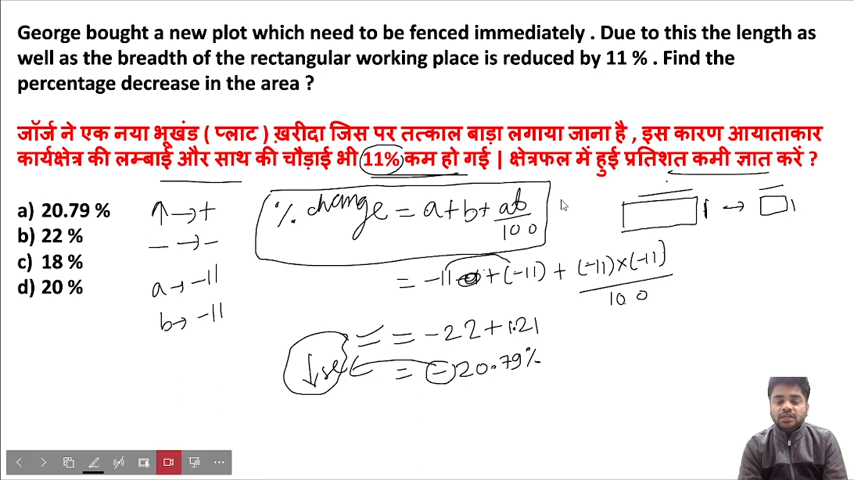 George bought a new plot which need to be fenced immediately . Due to this the length as
well as the breadth of the rectangular working place is reduced by 11 % . Find the
percentage decrease in the area ?
जॉर्ज ने एक नया भूखंड ( प्लाट ) ख़रीदा जिस पर तत्काल बाड़ा लगाया जाना है , इस कारण आयाताकार
कार्यक्षेत्र की लम्बाई और साथ की चौड़ाई भी 11% कम हो गई | क्षेत्रफल में हुई प्रतिशत कमी ज्ञात करें ?
a) 20.79 %
b) 22 %
c) 18 %
d) 20 %
↑ → +
− → −
a → −11
b → −11
% change = a+b+ ab/100
= −11 + (−11) + (−11)×(−11)/100
= = −22+1.21
↓se ← = −20.79%